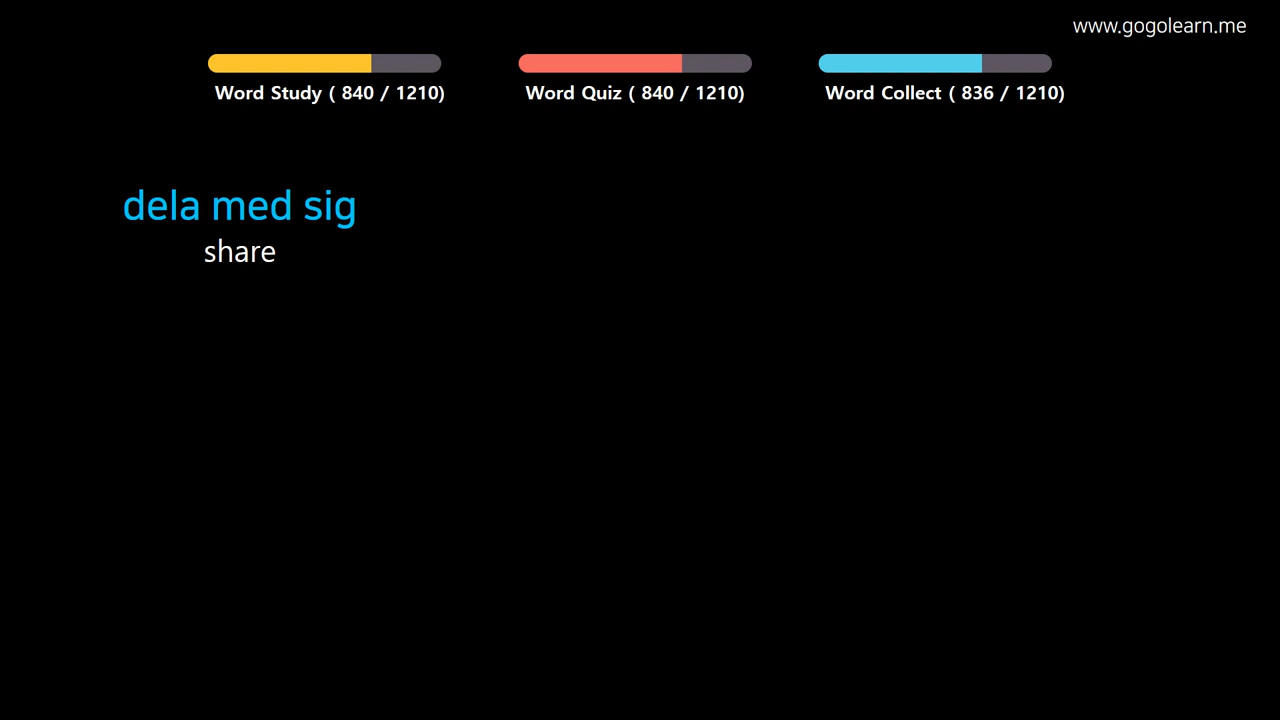 www.gogolearn.me
Word Study ( 840 / 1210)
Word Quiz ( 840 / 1210)
Word Collect ( 836 / 1210)
dela med sig
share